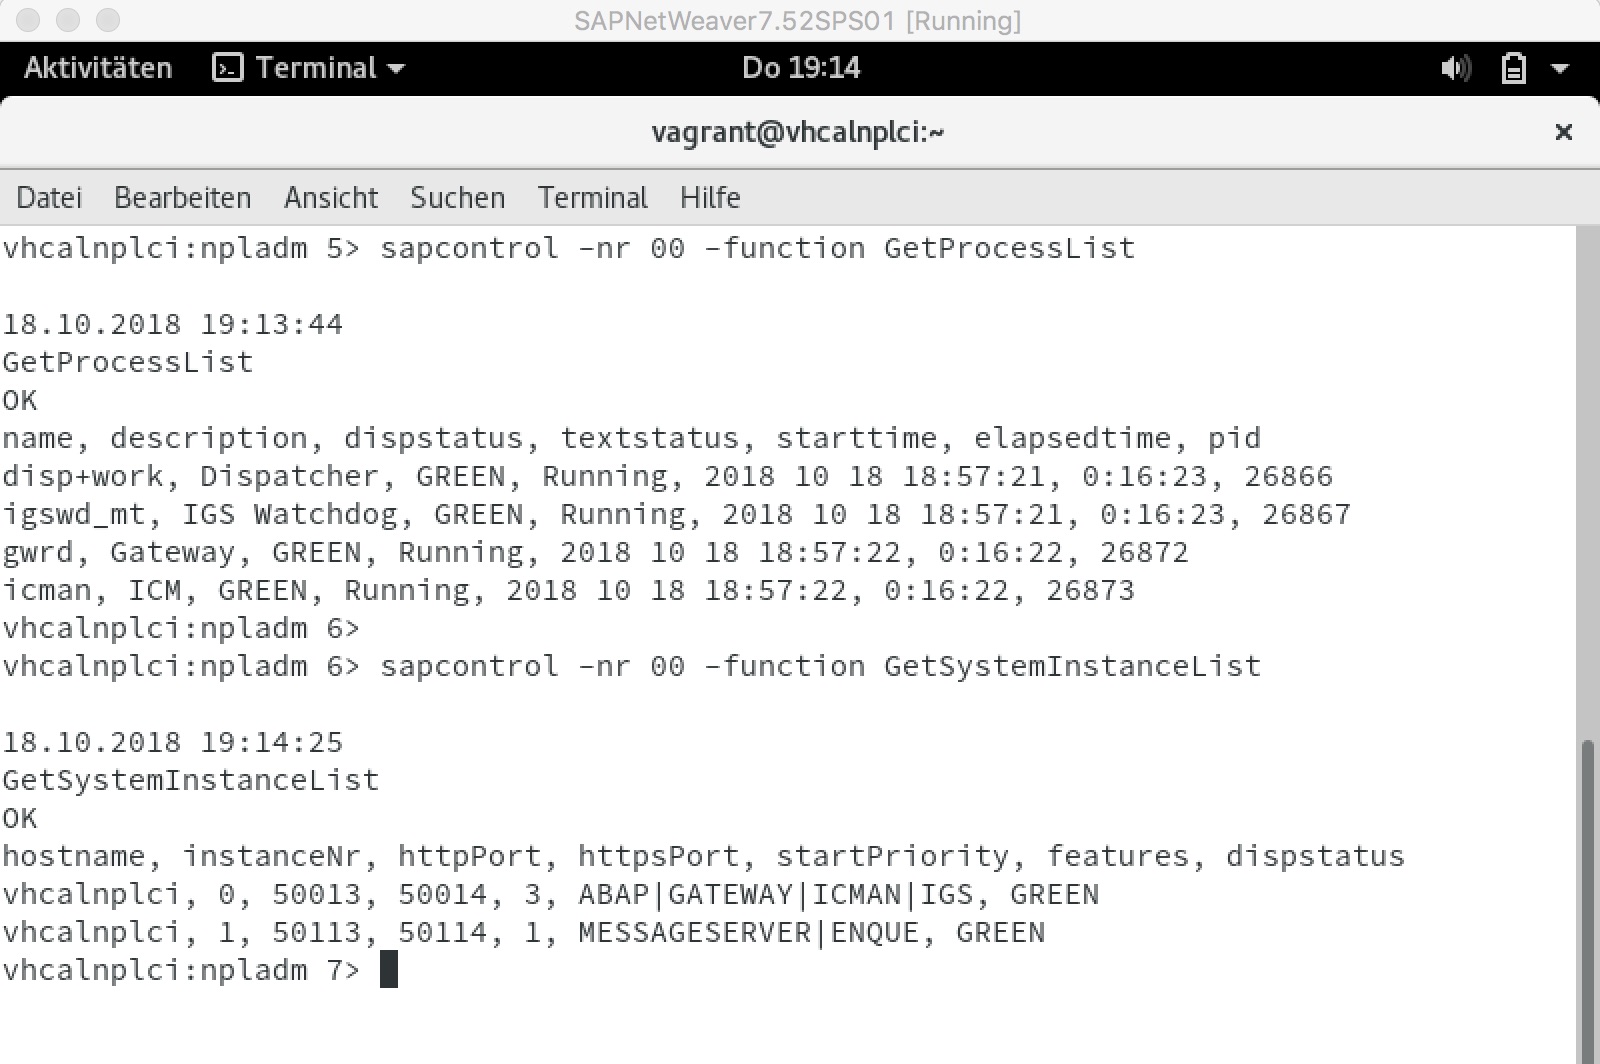 SAPNetWeaver7.52SPS01 [Running]
Aktivitäten Terminal Do 19:14
vagrant@vhcalnplci:~
Datei Bearbeiten Ansicht Suchen Terminal Hilfe
vhcalnplci:npladm 5> sapcontrol -nr 00 -function GetProcessList
18.10.2018 19:13:44
GetProcessList
OK
name, description, dispstatus, textstatus, starttime, elapsedtime, pid
disp+work, Dispatcher, GREEN, Running, 2018 10 18 18:57:21, 0:16:23, 26866
igswd_mt, IGS Watchdog, GREEN, Running, 2018 10 18 18:57:21, 0:16:23, 26867
gwrd, Gateway, GREEN, Running, 2018 10 18 18:57:22, 0:16:22, 26872
icman, ICM, GREEN, Running, 2018 10 18 18:57:22, 0:16:22, 26873
vhcalnplci:npladm 6>
vhcalnplci:npladm 6> sapcontrol -nr 00 -function GetSystemInstanceList
18.10.2018 19:14:25
GetSystemInstanceList
OK
hostname, instanceNr, httpPort, httpsPort, startPriority, features, dispstatus
vhcalnplci, 0, 50013, 50014, 3, ABAP|GATEWAY|ICMAN|IGS, GREEN
vhcalnplci, 1, 50113, 50114, 1, MESSAGESERVER|ENQUE, GREEN
vhcalnplci:npladm 7>